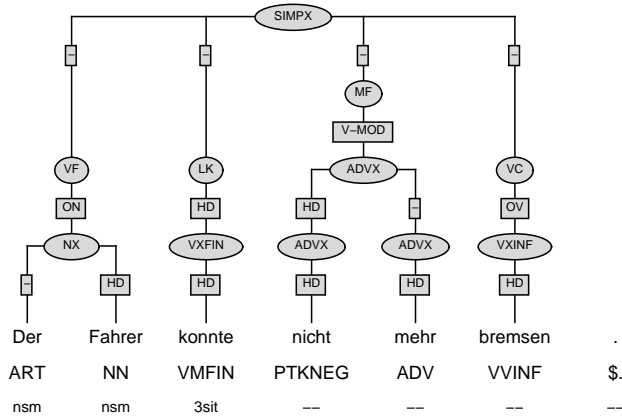 SIMPX
– – – –
MF
V–MOD
VF LK ADVX VC
ON HD HD – OV
NX VXFIN ADVX ADVX VXINF
– HD HD HD HD HD
Der Fahrer konnte nicht mehr bremsen .
ART NN VMFIN PTKNEG ADV VVINF $.
nsm nsm 3sit –– –– –– ––